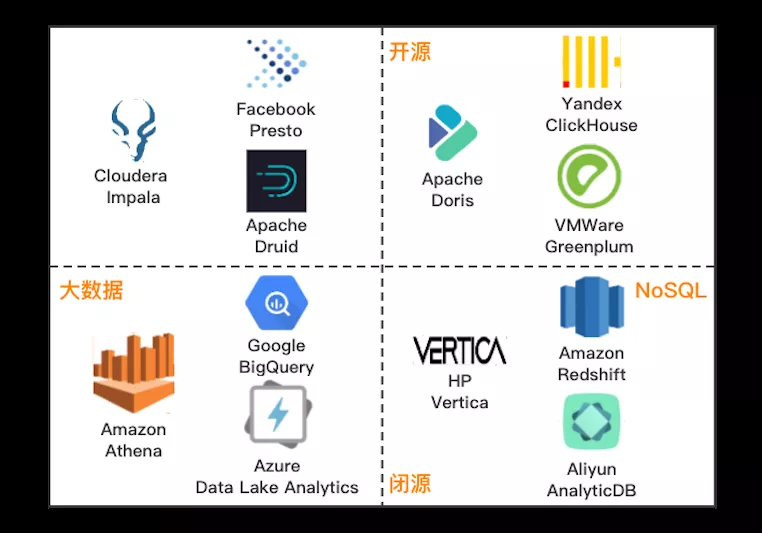 开源
Facebook
Presto
Cloudera
Impala
Apache
Druid
Yandex
ClickHouse
Apache
Doris
VMWare
Greenplum
大数据
Google
BigQuery
Amazon
Athena
Azure
Data Lake Analytics
NoSQL
VERTICA
HP
Vertica
Amazon
Redshift
Aliyun
AnalyticDB
闭源